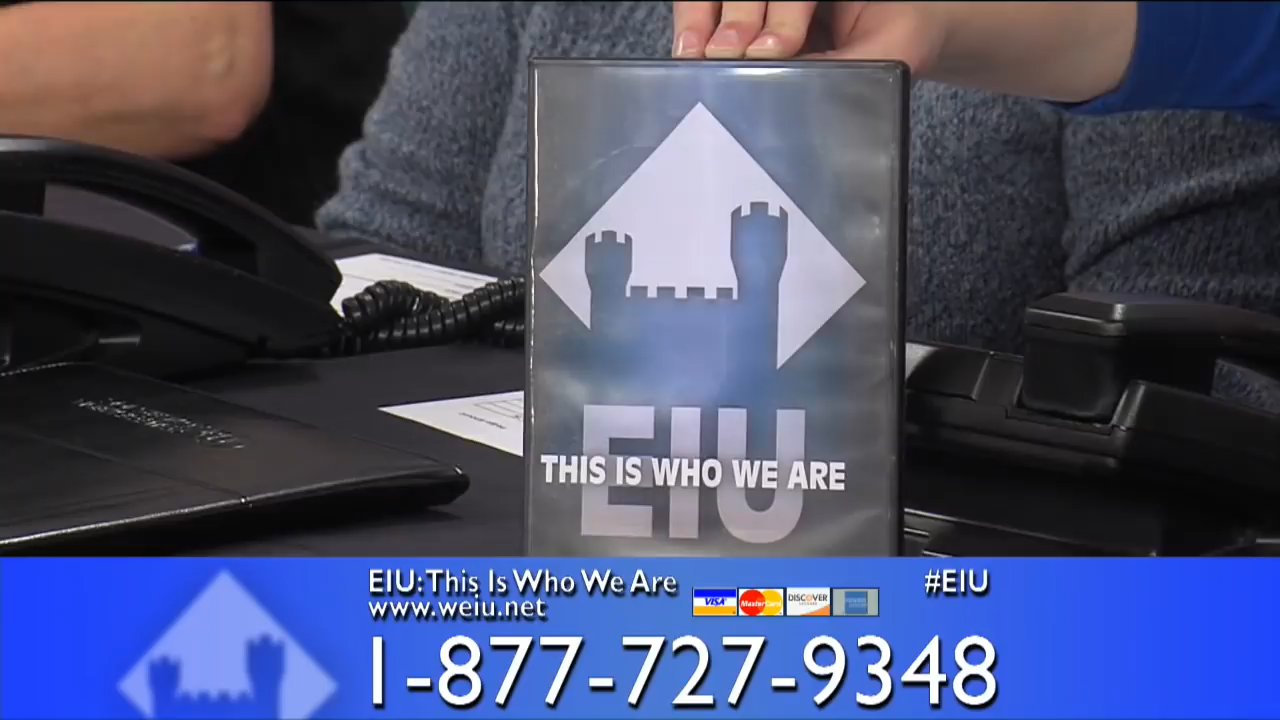 EIU
THIS IS WHO WE ARE
EIU: This Is Who We Are
www.weiu.net
VISA
MasterCard
DISCOVER
#EIU
1-877-727-9348